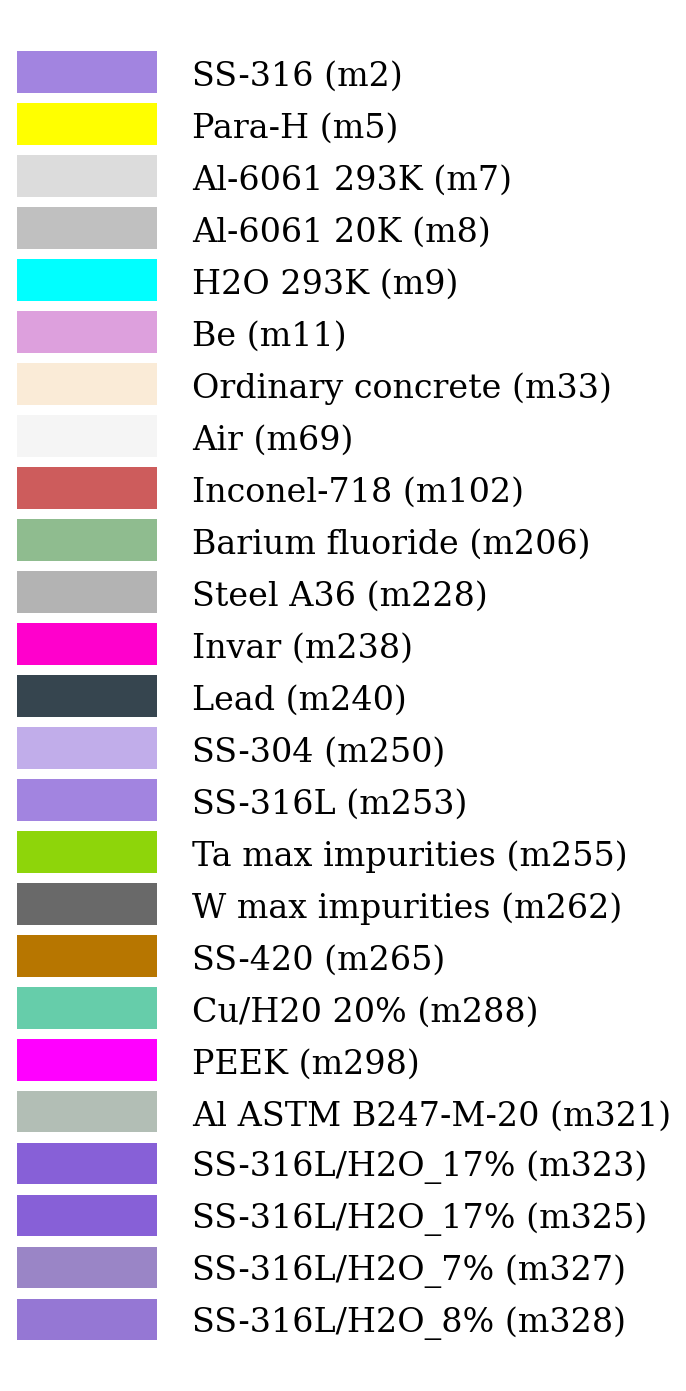 SS-316 (m2)
Para-H (m5)
Al-6061 293K (m7)
Al-6061 20K (m8)
H2O 293K (m9)
Be (m11)
Ordinary concrete (m33)
Air (m69)
Inconel-718 (m102)
Barium fluoride (m206)
Steel A36 (m228)
Invar (m238)
Lead (m240)
SS-304 (m250)
SS-316L (m253)
Ta max impurities (m255)
W max impurities (m262)
SS-420 (m265)
Cu/H20 20% (m288)
PEEK (m298)
Al ASTM B247-M-20 (m321)
SS-316L/H2O_17% (m323)
SS-316L/H2O_17% (m325)
SS-316L/H2O_7% (m327)
SS-316L/H2O_8% (m328)